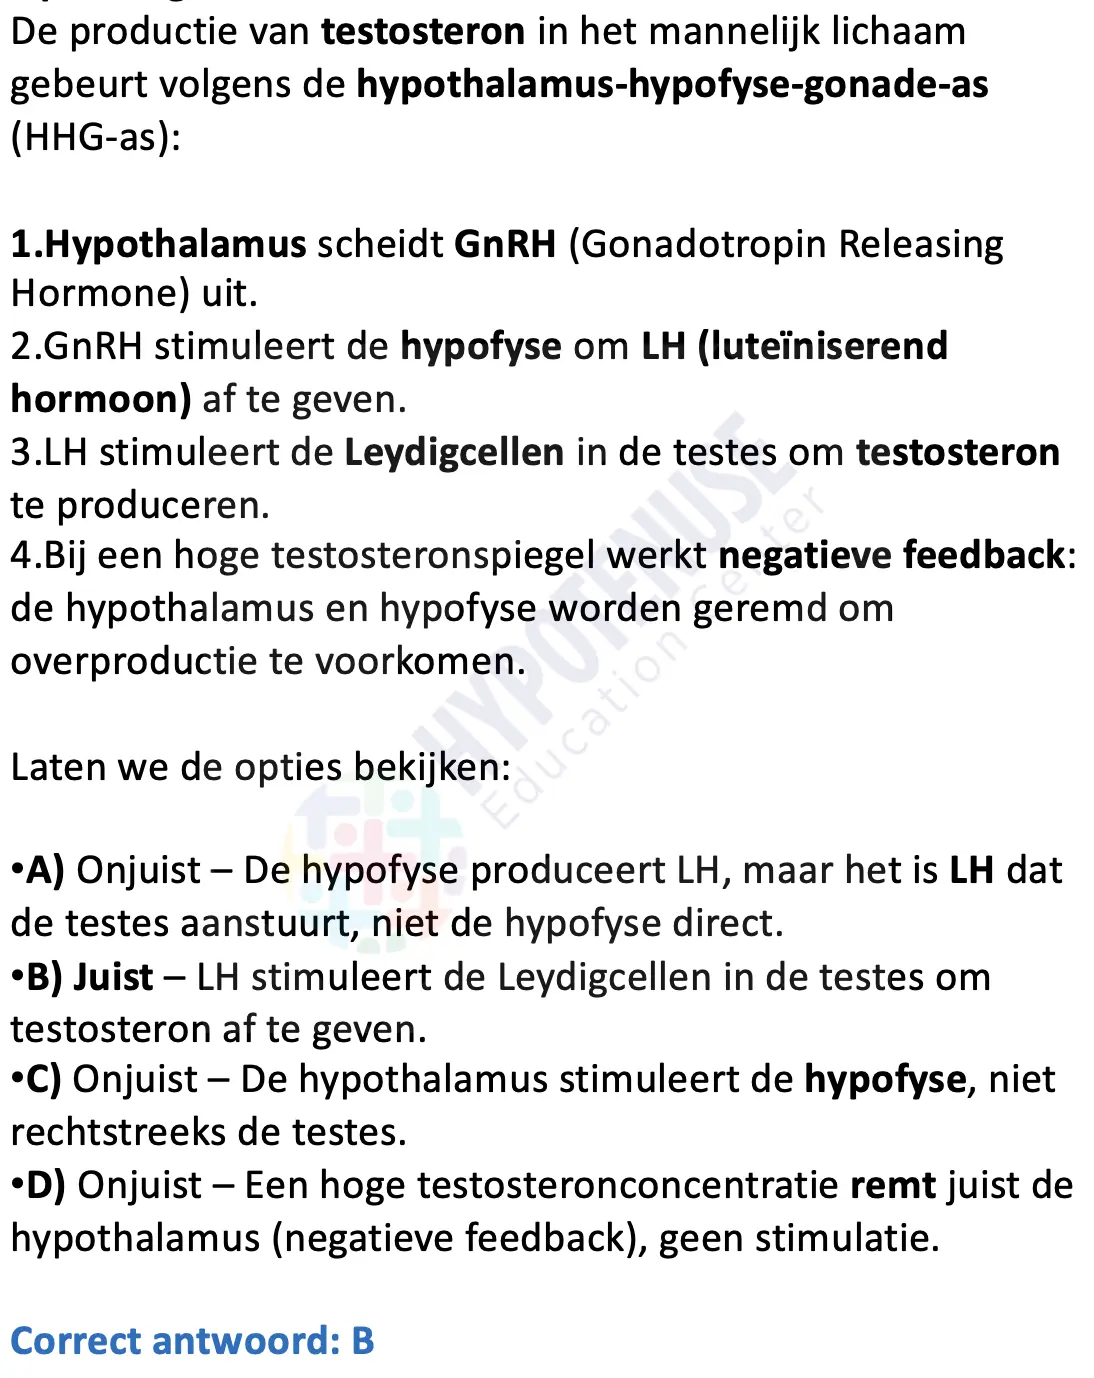 De productie van testosteron in het mannelijk lichaam
gebeurt volgens de hypothalamus-hypofyse-gonade-as
(HHG-as):
1.Hypothalamus scheidt GnRH (Gonadotropin Releasing
Hormone) uit.
2.GnRH stimuleert de hypofyse om LH (luteïniserend
hormoon) af te geven.
3.LH stimuleert de Leydigcellen in de testes om testosteron
te produceren.
4.Bij een hoge testosteronspiegel werkt negatieve feedback:
de hypothalamus en hypofyse worden geremd om
overproductie te voorkomen.
HYPOTENUSE
Education Center
Laten we de opties bekijken:
•A) Onjuist – De hypofyse produceert LH, maar het is LH dat
de testes aanstuurt, niet de hypofyse direct.
•B) Juist – LH stimuleert de Leydigcellen in de testes om
testosteron af te geven.
•C) Onjuist – De hypothalamus stimuleert de hypofyse, niet
rechtstreeks de testes.
•D) Onjuist – Een hoge testosteronconcentratie remt juist de
hypothalamus (negatieve feedback), geen stimulatie.
Correct antwoord: B